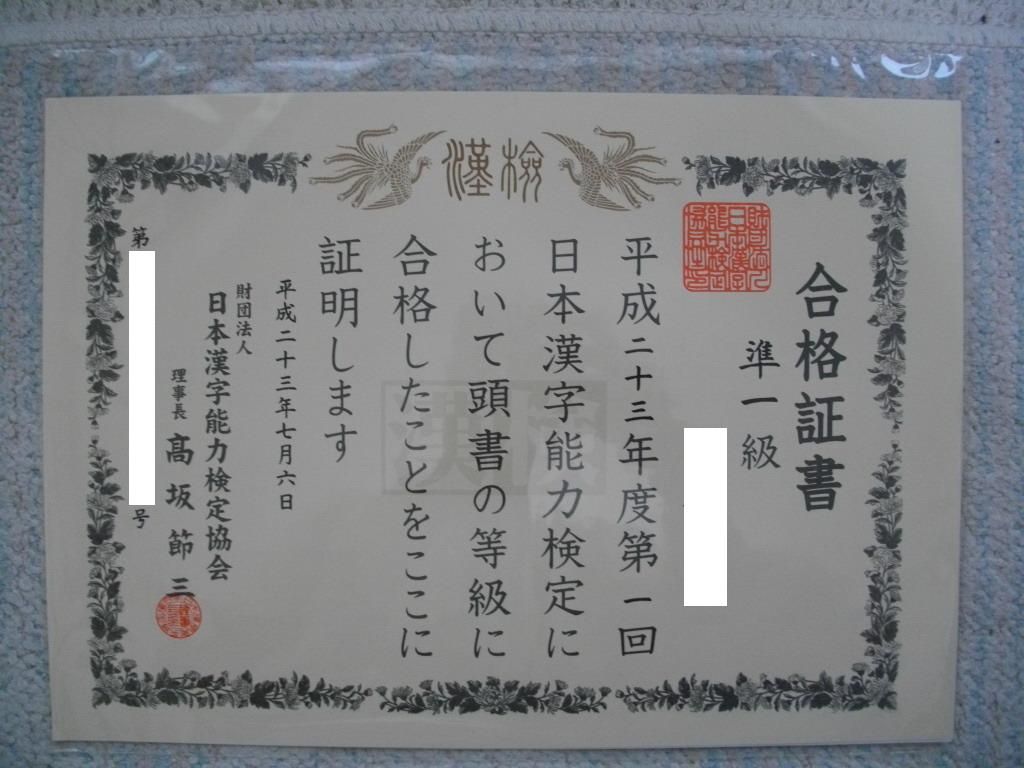 漢検
合格証書
準一級
平成二十三年度第一回
日本漢字能力検定に
おいて頭書の等級に
合格したことをここに
証明します
平成二十三年七月六日
財団法人
日本漢字能力検定協会
理事長 髙坂節三
第 号
漢検